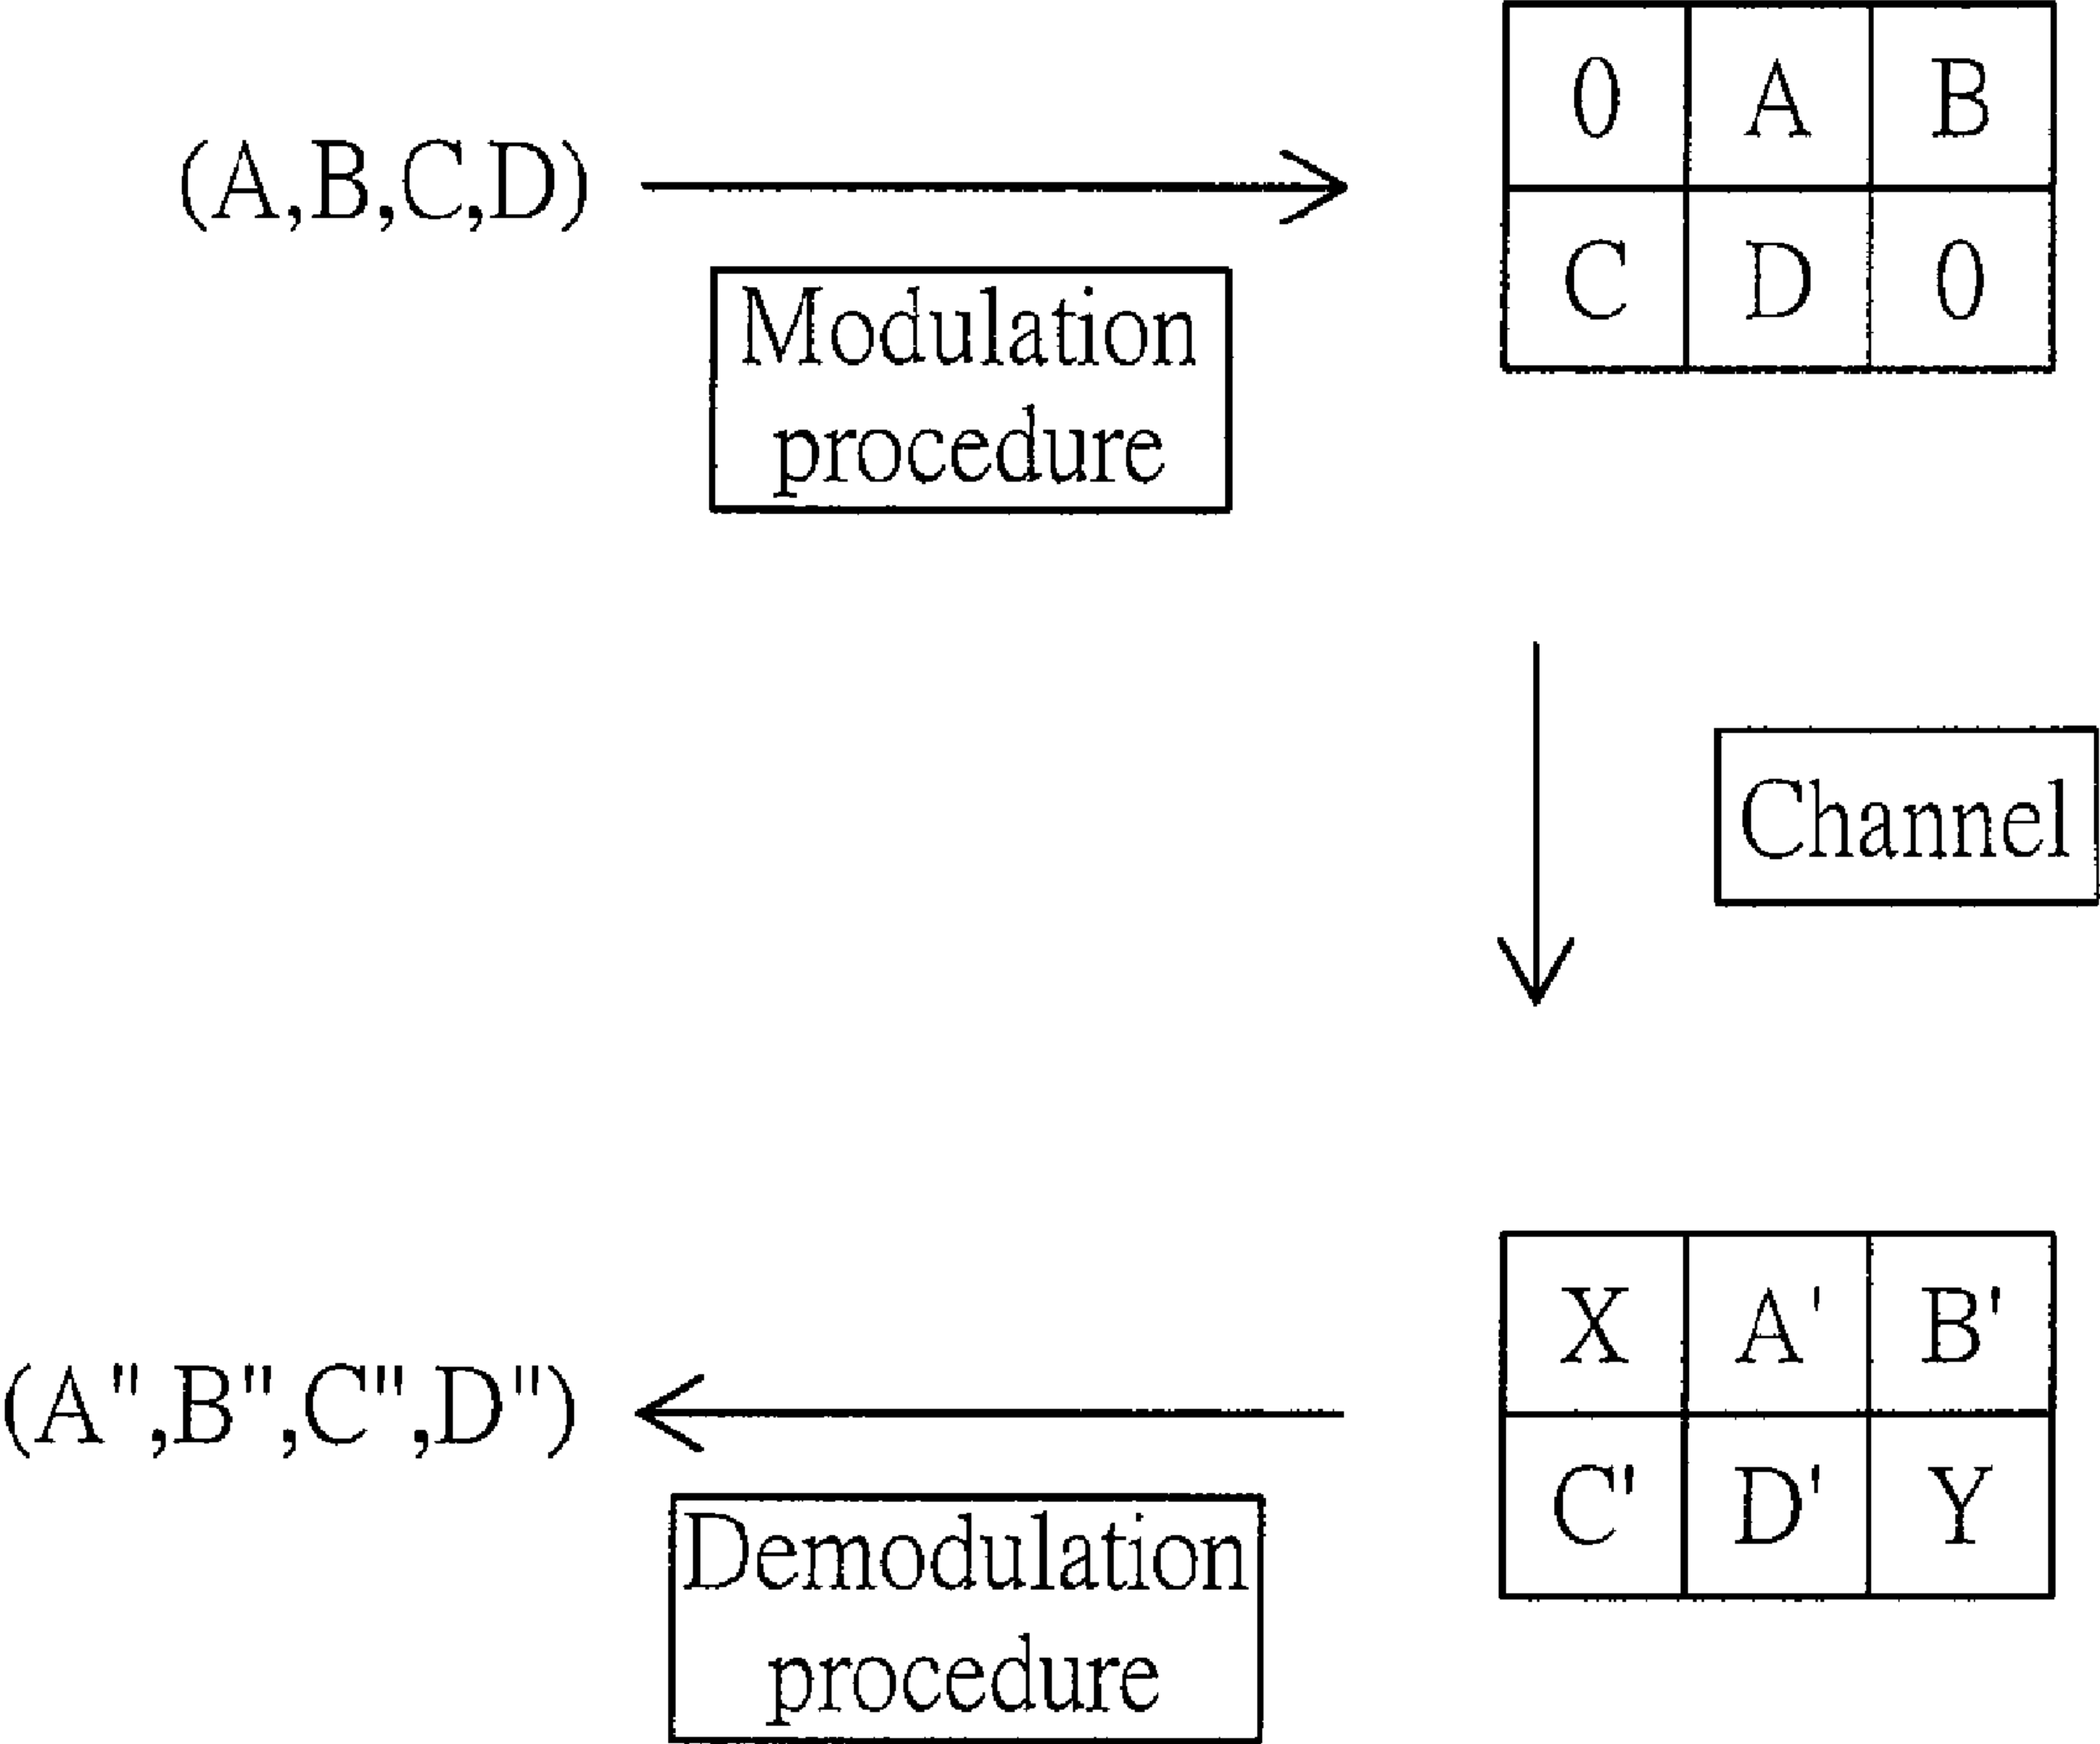 0 A B
(A,B,C,D)
C D 0
Modulation
procedure
Channel
X A' B'
(A",B",C",D")
C' D' Y
Demodulation
procedure